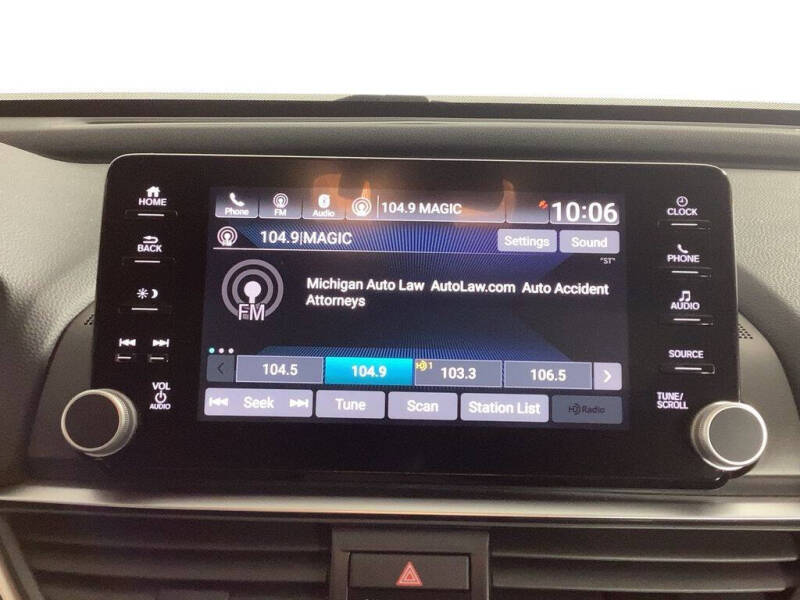 HOME
BACK
VOL
AUDIO
Phone
FM
Audio
104.9 MAGIC
10:06
104.9|MAGIC
Settings
Sound
"ST"
FM
Michigan Auto Law AutoLaw.com Auto Accident
Attorneys
104.5
104.9
HD 1
103.3
106.5
Seek
Tune
Scan
Station List
HD Radio
CLOCK
PHONE
AUDIO
SOURCE
TUNE/
SCROLL